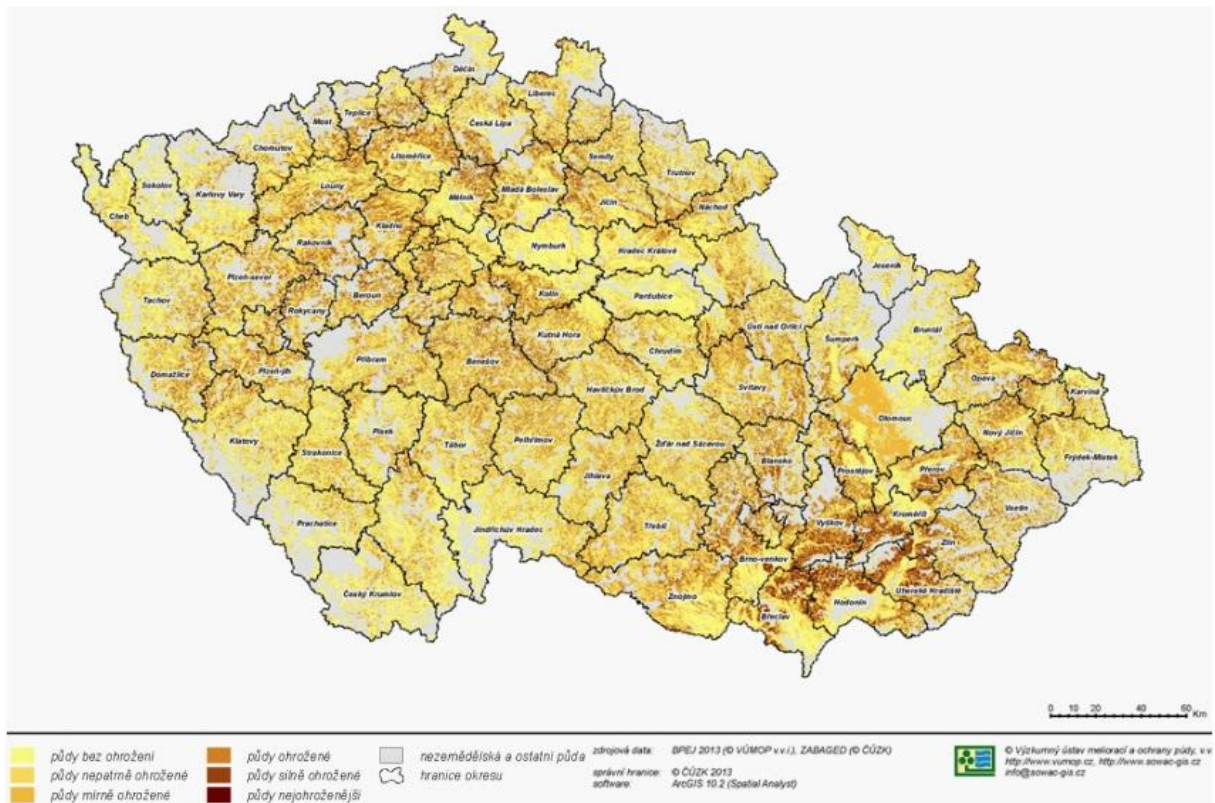 Děčín
Liberec
Teplice
Most
Česká Lípa
Chomutov
Litoměřice
Semily
Trutnov
Sokolov
Karlovy Vary
Louny
Mělník
Mladá Boleslav
Jičín
Náchod
Cheb
Kladno
Rakovník
Nymburk
Hradec Králové
Jeseník
Plzeň-sever
Beroun
Kolín
Pardubice
Tachov
Rokycany
Bruntál
Ústí nad Orlicí
Šumperk
Kutná Hora
Příbram
Benešov
Chrudim
Domažlice
Plzeň-jih
Opava
Karviná
Havlíčkův Brod
Svitavy
Olomouc
Klatovy
Písek
Tábor
Pelhřimov
Žďár nad Sázavou
Nový Jičín
Strakonice
Blansko
Frýdek-Místek
Jihlava
Prostějov
Přerov
Prachatice
Kroměříž
Vsetín
Jindřichův Hradec
Třebíč
Vyškov
Zlín
Brno-venkov
Český Krumlov
Znojmo
Uherské Hradiště
Hodonín
Břeclav
0 10 20 40 60
Km
půdy bez ohrožení
půdy nepatrně ohrožené
půdy mírně ohrožené
půdy ohrožené
půdy silně ohrožené
půdy nejohroženější
nezemědělská a ostatní půda
hranice okresu
zdrojová data: BPEJ 2013 (© VÚMOP v.v.i.), ZABAGED (© ČÚZK)
správní hranice: © ČÚZK 2013
software: ArcGIS 10.2 (Spatial Analyst)
© Výzkumný ústav meliorací a ochrany půdy, v.v.
http://www.vumop.cz, http://www.sowac-gis.cz
info@sowac-gis.cz